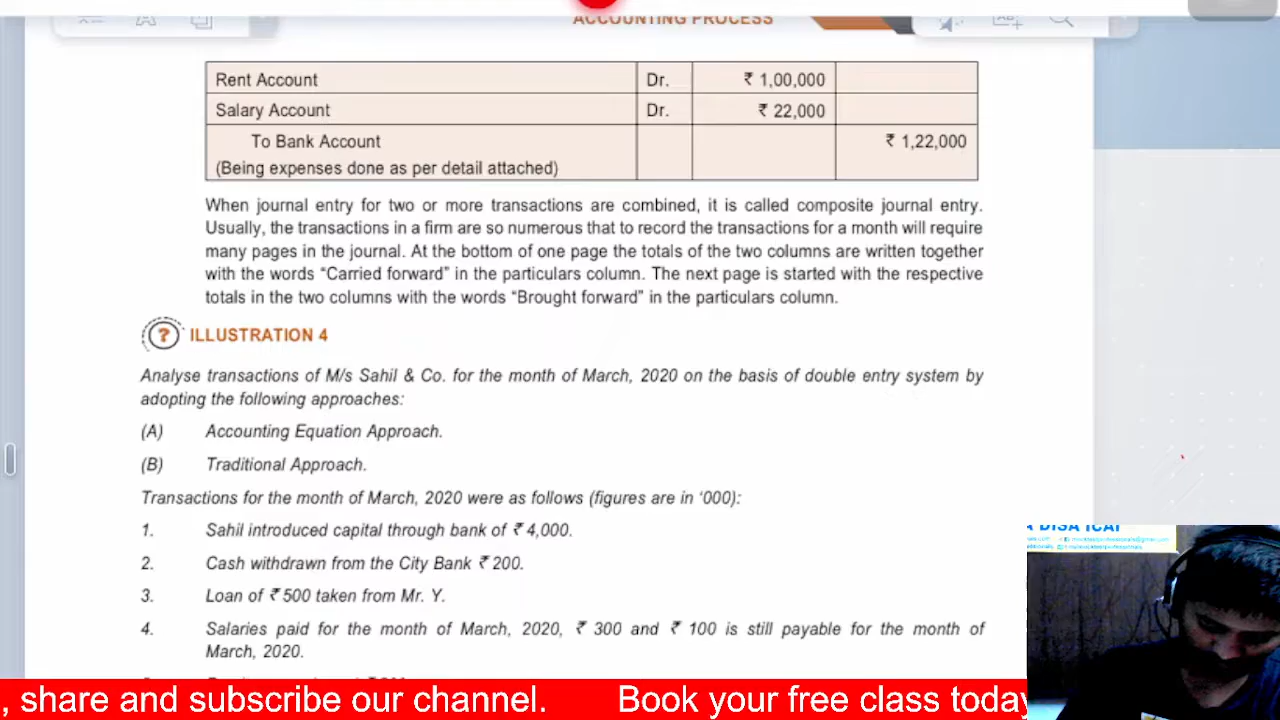 ACCOUNTING PROCESS
Rent Account Dr. ₹ 1,00,000
Salary Account Dr. ₹ 22,000
To Bank Account ₹ 1,22,000
(Being expenses done as per detail attached)
When journal entry for two or more transactions are combined, it is called composite journal entry.
Usually, the transactions in a firm are so numerous that to record the transactions for a month will require
many pages in the journal. At the bottom of one page the totals of the two columns are written together
with the words “Carried forward” in the particulars column. The next page is started with the respective
totals in the two columns with the words “Brought forward” in the particulars column.
? ILLUSTRATION 4
Analyse transactions of M/s Sahil & Co. for the month of March, 2020 on the basis of double entry system by
adopting the following approaches:
(A) Accounting Equation Approach.
(B) Traditional Approach.
Transactions for the month of March, 2020 were as follows (figures are in ‘000):
1. Sahil introduced capital through bank of ₹ 4,000.
2. Cash withdrawn from the City Bank ₹ 200.
3. Loan of ₹ 500 taken from Mr. Y.
4. Salaries paid for the month of March, 2020, ₹ 300 and ₹ 100 is still payable for the month of
March, 2020.
DISA ICAI
, share and subscribe our channel. Book your free class today